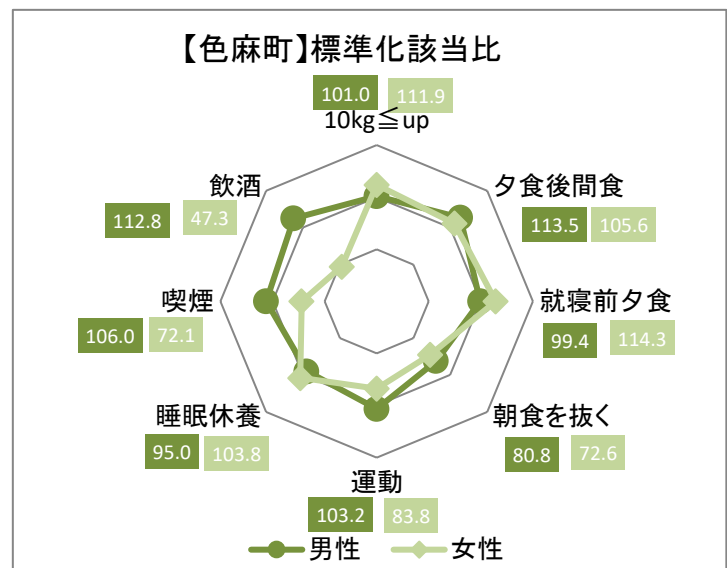 【色麻町】標準化該当比
101.0 111.9
10kg≦up
飲酒
112.8 47.3
夕食後間食
113.5 105.6
喫煙
106.0 72.1
就寝前夕食
99.4 114.3
睡眠休養
95.0 103.8
朝食を抜く
80.8 72.6
運動
103.2 83.8
男性 女性